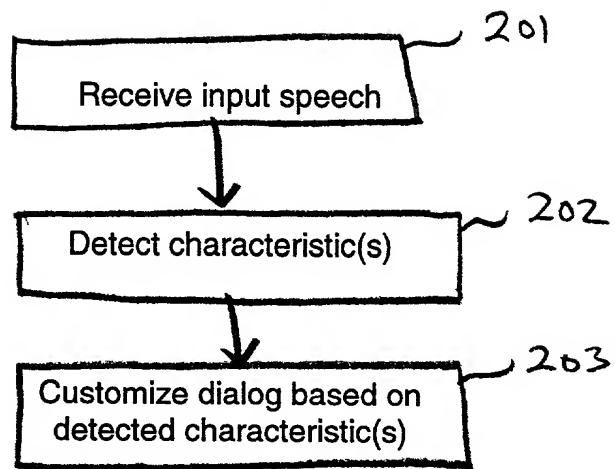 201
Receive input speech
202
Detect characteristic(s)
203
Customize dialog based on
detected characteristic(s)